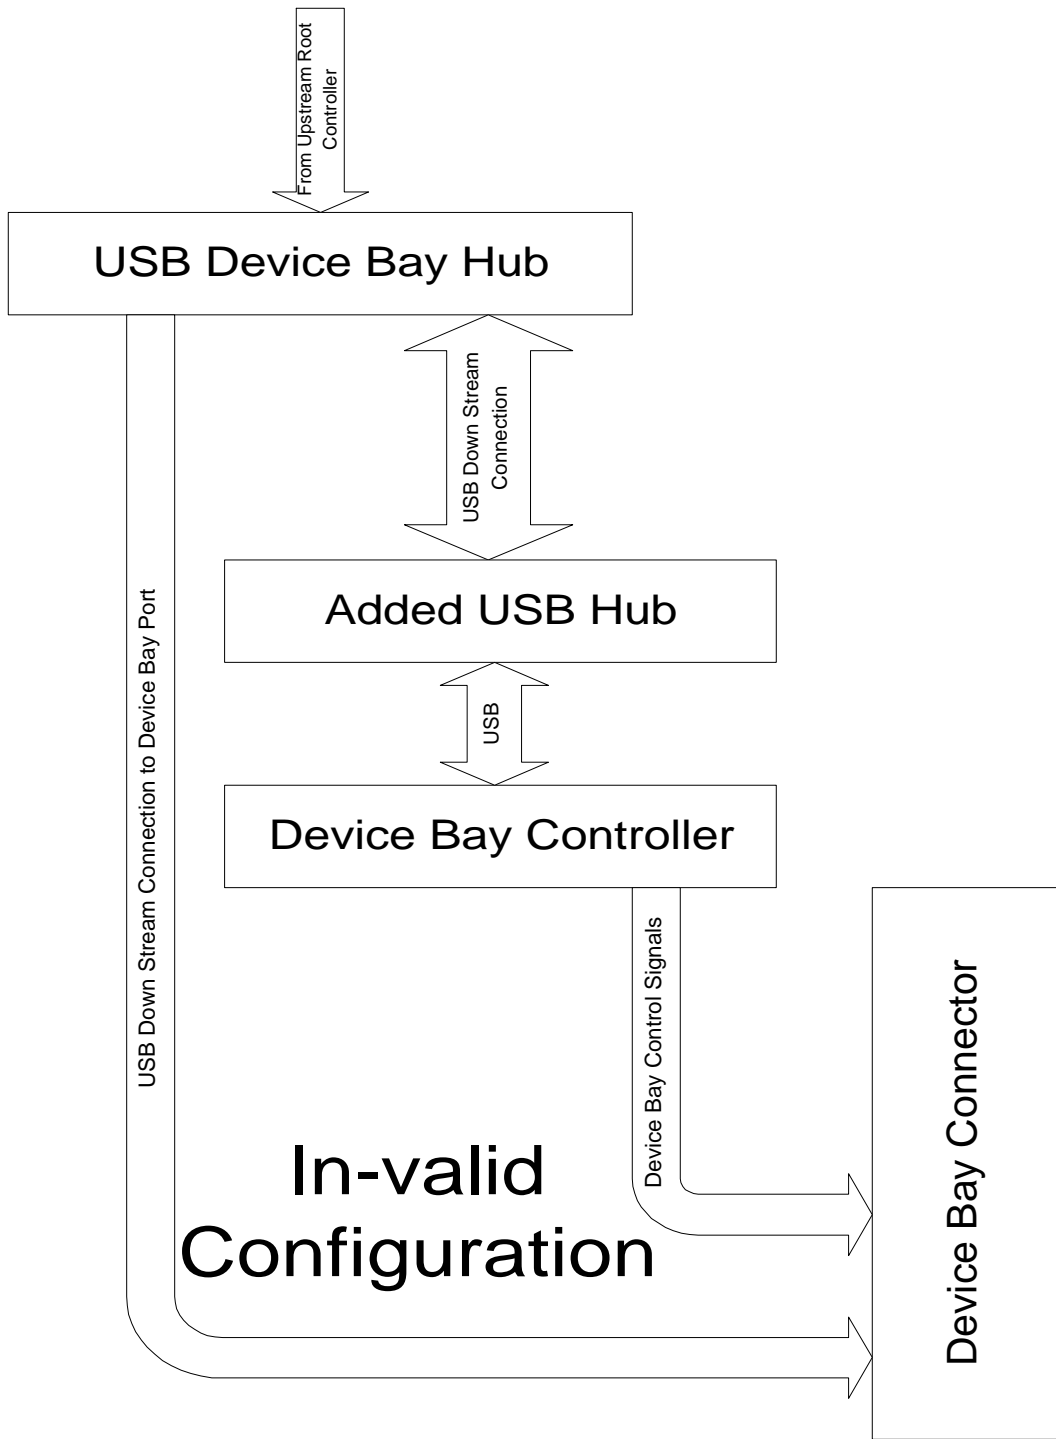 From Upstream Root
Controller
USB Device Bay Hub
USB Down Stream
Connection
Added USB Hub
USB
Device Bay Controller
USB Down Stream Connection to Device Bay Port
Device Bay Control Signals
Device Bay Connector
In-valid
Configuration